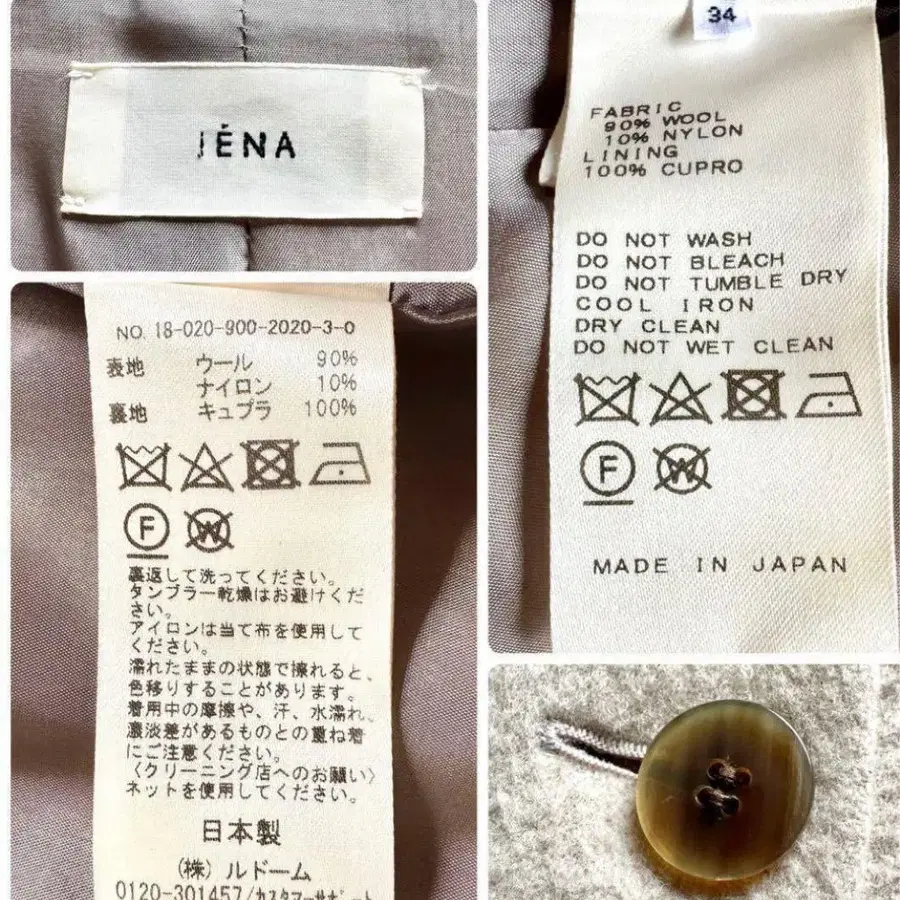 IÉNA
NO. 18-020-900-2020-3-0
表地 ウール 90%
ナイロン 10%
裏地 キュプラ 100%
F W
裏返して洗ってください。
タンブラー乾燥はお避けくだ
さい。
アイロンは当て布を使用して
ください。
濡れたままの状態で擦れると、
色移りすることがあります。
着用中の摩擦や、汗、水濡れ、
濃淡差があるものとの重ね着
にご注意ください。
〈クリーニング店へのお願い〉
ネットを使用してください。
日本製
(株) ルドーム
0120-301457/カスタマーサポート
34
FABRIC
90% WOOL
10% NYLON
LINING
100% CUPRO
DO NOT WASH
DO NOT BLEACH
DO NOT TUMBLE DRY
COOL IRON
DRY CLEAN
DO NOT WET CLEAN
F W
MADE IN JAPAN